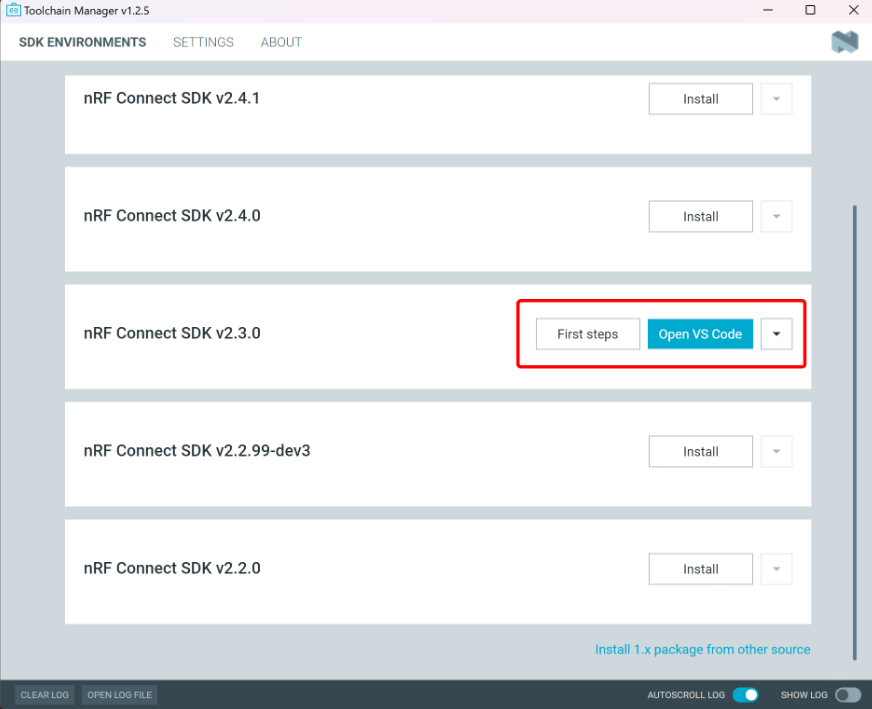 Toolchain Manager v1.2.5
SDK ENVIRONMENTS SETTINGS ABOUT
nRF Connect SDK v2.4.1 Install
nRF Connect SDK v2.4.0 Install
nRF Connect SDK v2.3.0 First steps Open VS Code
nRF Connect SDK v2.2.99-dev3 Install
nRF Connect SDK v2.2.0 Install
Install 1.x package from other source
CLEAR LOG OPEN LOG FILE AUTOSCROLL LOG SHOW LOG